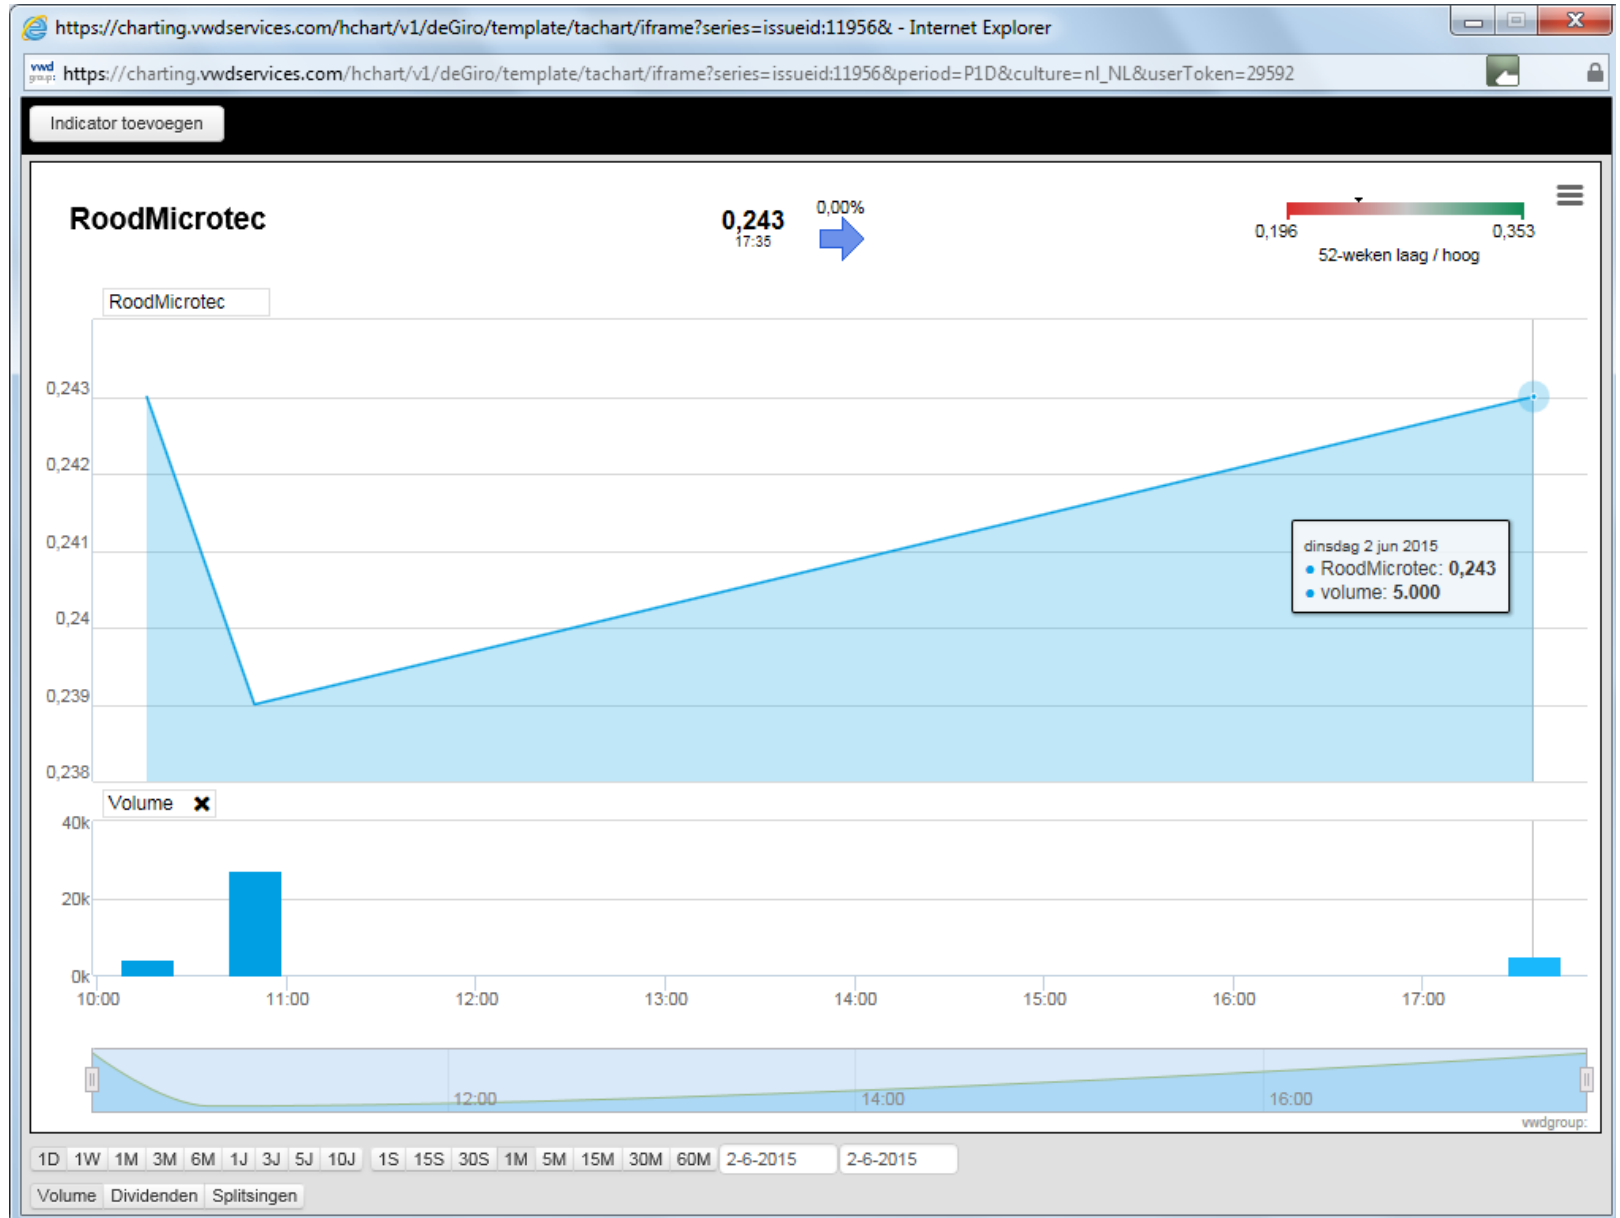 https://charting.vwdservices.com/hchart/v1/deGiro/template/tachart/iframe?series=issueid:11956& - Internet Explorer
vwd group: https://charting.vwdservices.com/hchart/v1/deGiro/template/tachart/iframe?series=issueid:11956&period=P1D&culture=nl_NL&userToken=29592
Indicator toevoegen
RoodMicrotec
0,243
17:35
0,00%
0,196 0,353
52-weken laag / hoog
RoodMicrotec
0,243
0,242
0,241
0,24
0,239
0,238
dinsdag 2 jun 2015
• RoodMicrotec: 0,243
• volume: 5.000
Volume ✖
40k
20k
0k
10:00 11:00 12:00 13:00 14:00 15:00 16:00 17:00
12:00 14:00 16:00
vwdgroup:
1D 1W 1M 3M 6M 1J 3J 5J 10J 1S 15S 30S 1M 5M 15M 30M 60M 2-6-2015 2-6-2015
Volume Dividenden Splitsingen